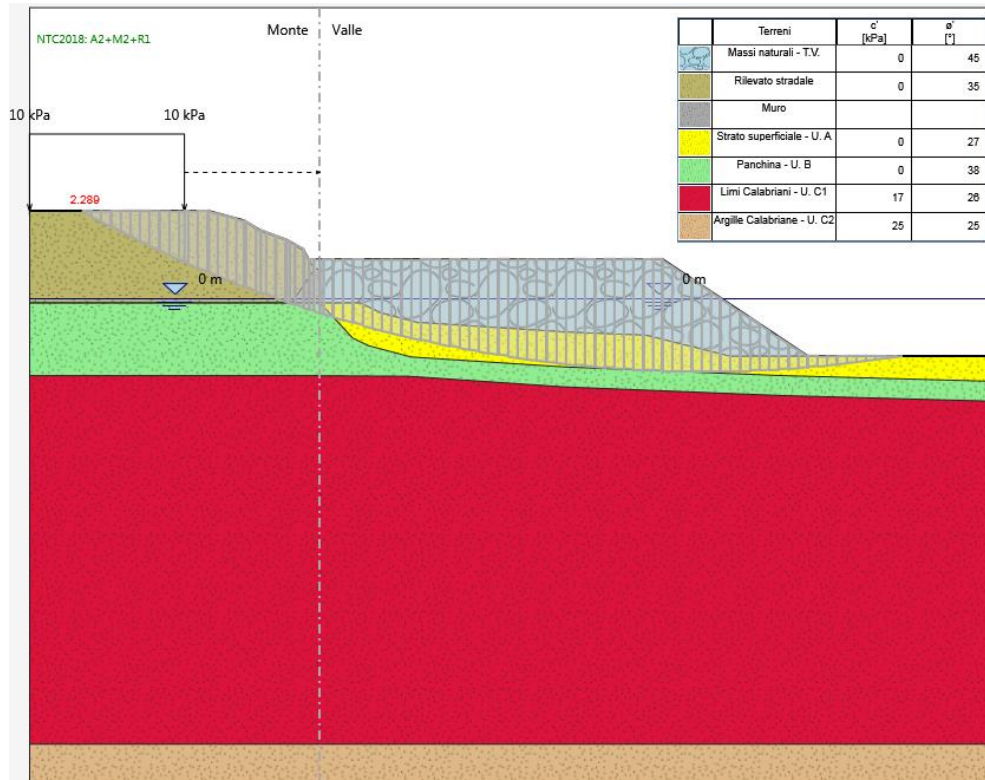 NTC2018: A2+M2+R1
Monte Valle
10 kPa 10 kPa
2.289
0 m 0 m
Terreni c' [kPa] ø' [°]
Massi naturali - T.V. 0 45
Rilevato stradale 0 35
Muro
Strato superficiale - U. A 0 27
Panchina - U. B 0 38
Limi Calabriani - U. C1 17 26
Argille Calabriane - U. C2 25 25